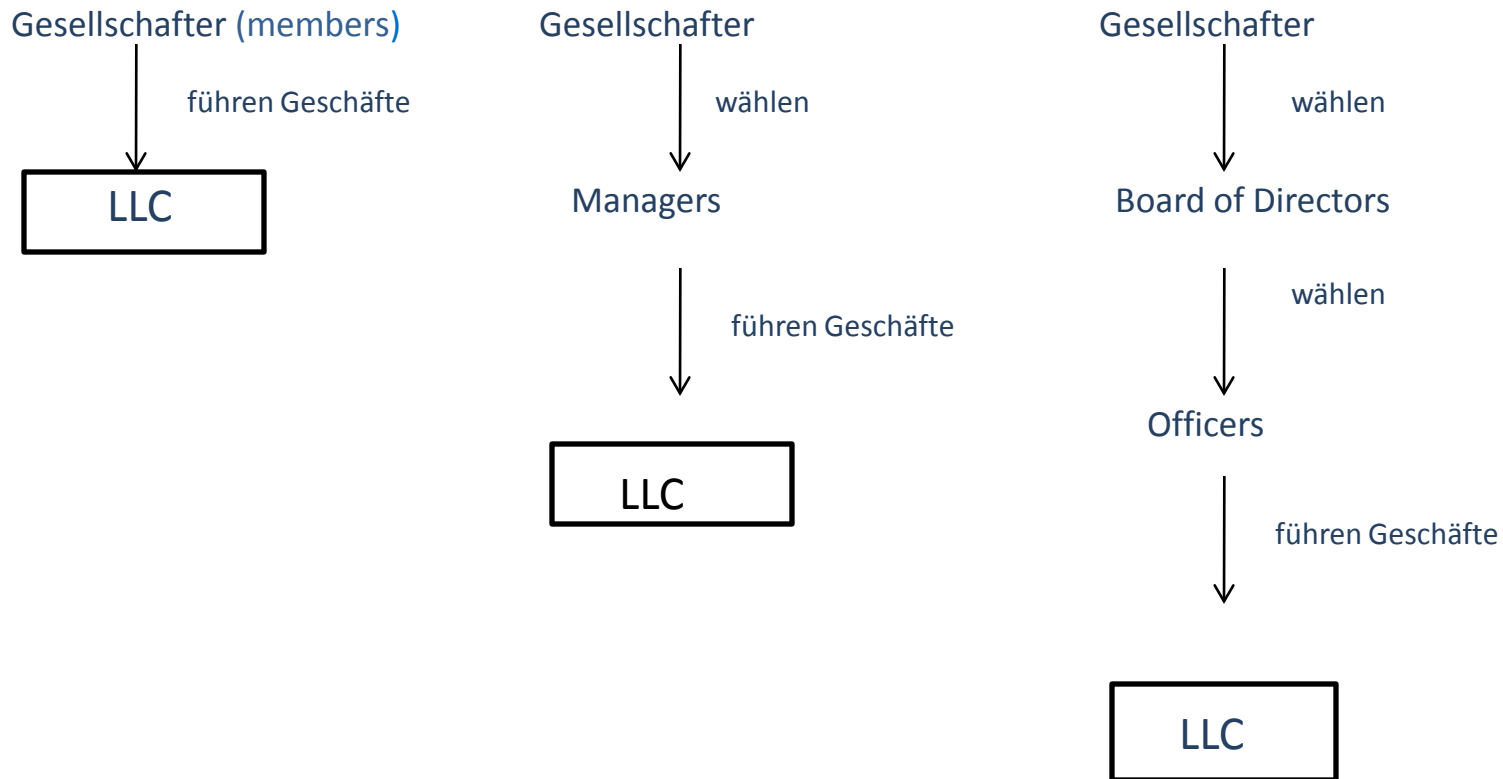 Gesellschafter (members)
führen Geschäfte
LLC
Gesellschafter
wählen
Managers
führen Geschäfte
LLC
Gesellschafter
wählen
Board of Directors
wählen
Officers
führen Geschäfte
LLC